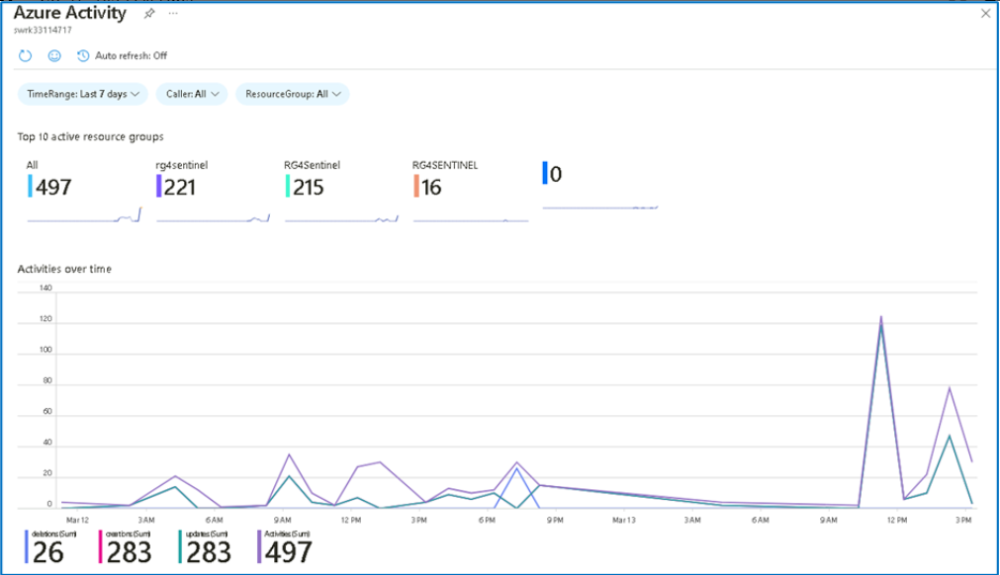 Azure Activity
swrk33114717
Auto refresh: Off
TimeRange: Last 7 days
Caller: All
ResourceGroup: All
Top 10 active resource groups
All
497
rg4sentinel
221
RG4Sentinel
215
RG4SENTINEL
16
0
Activities over time
140
120
100
80
60
40
20
0
Mar 12 3 AM 6 AM 9 AM 12 PM 3 PM 6 PM 9 PM Mar 13 3 AM 6 AM 9 AM 12 PM 3 PM
deletions (Sum)
26
creations (Sum)
283
updates (Sum)
283
Activities (Sum)
497